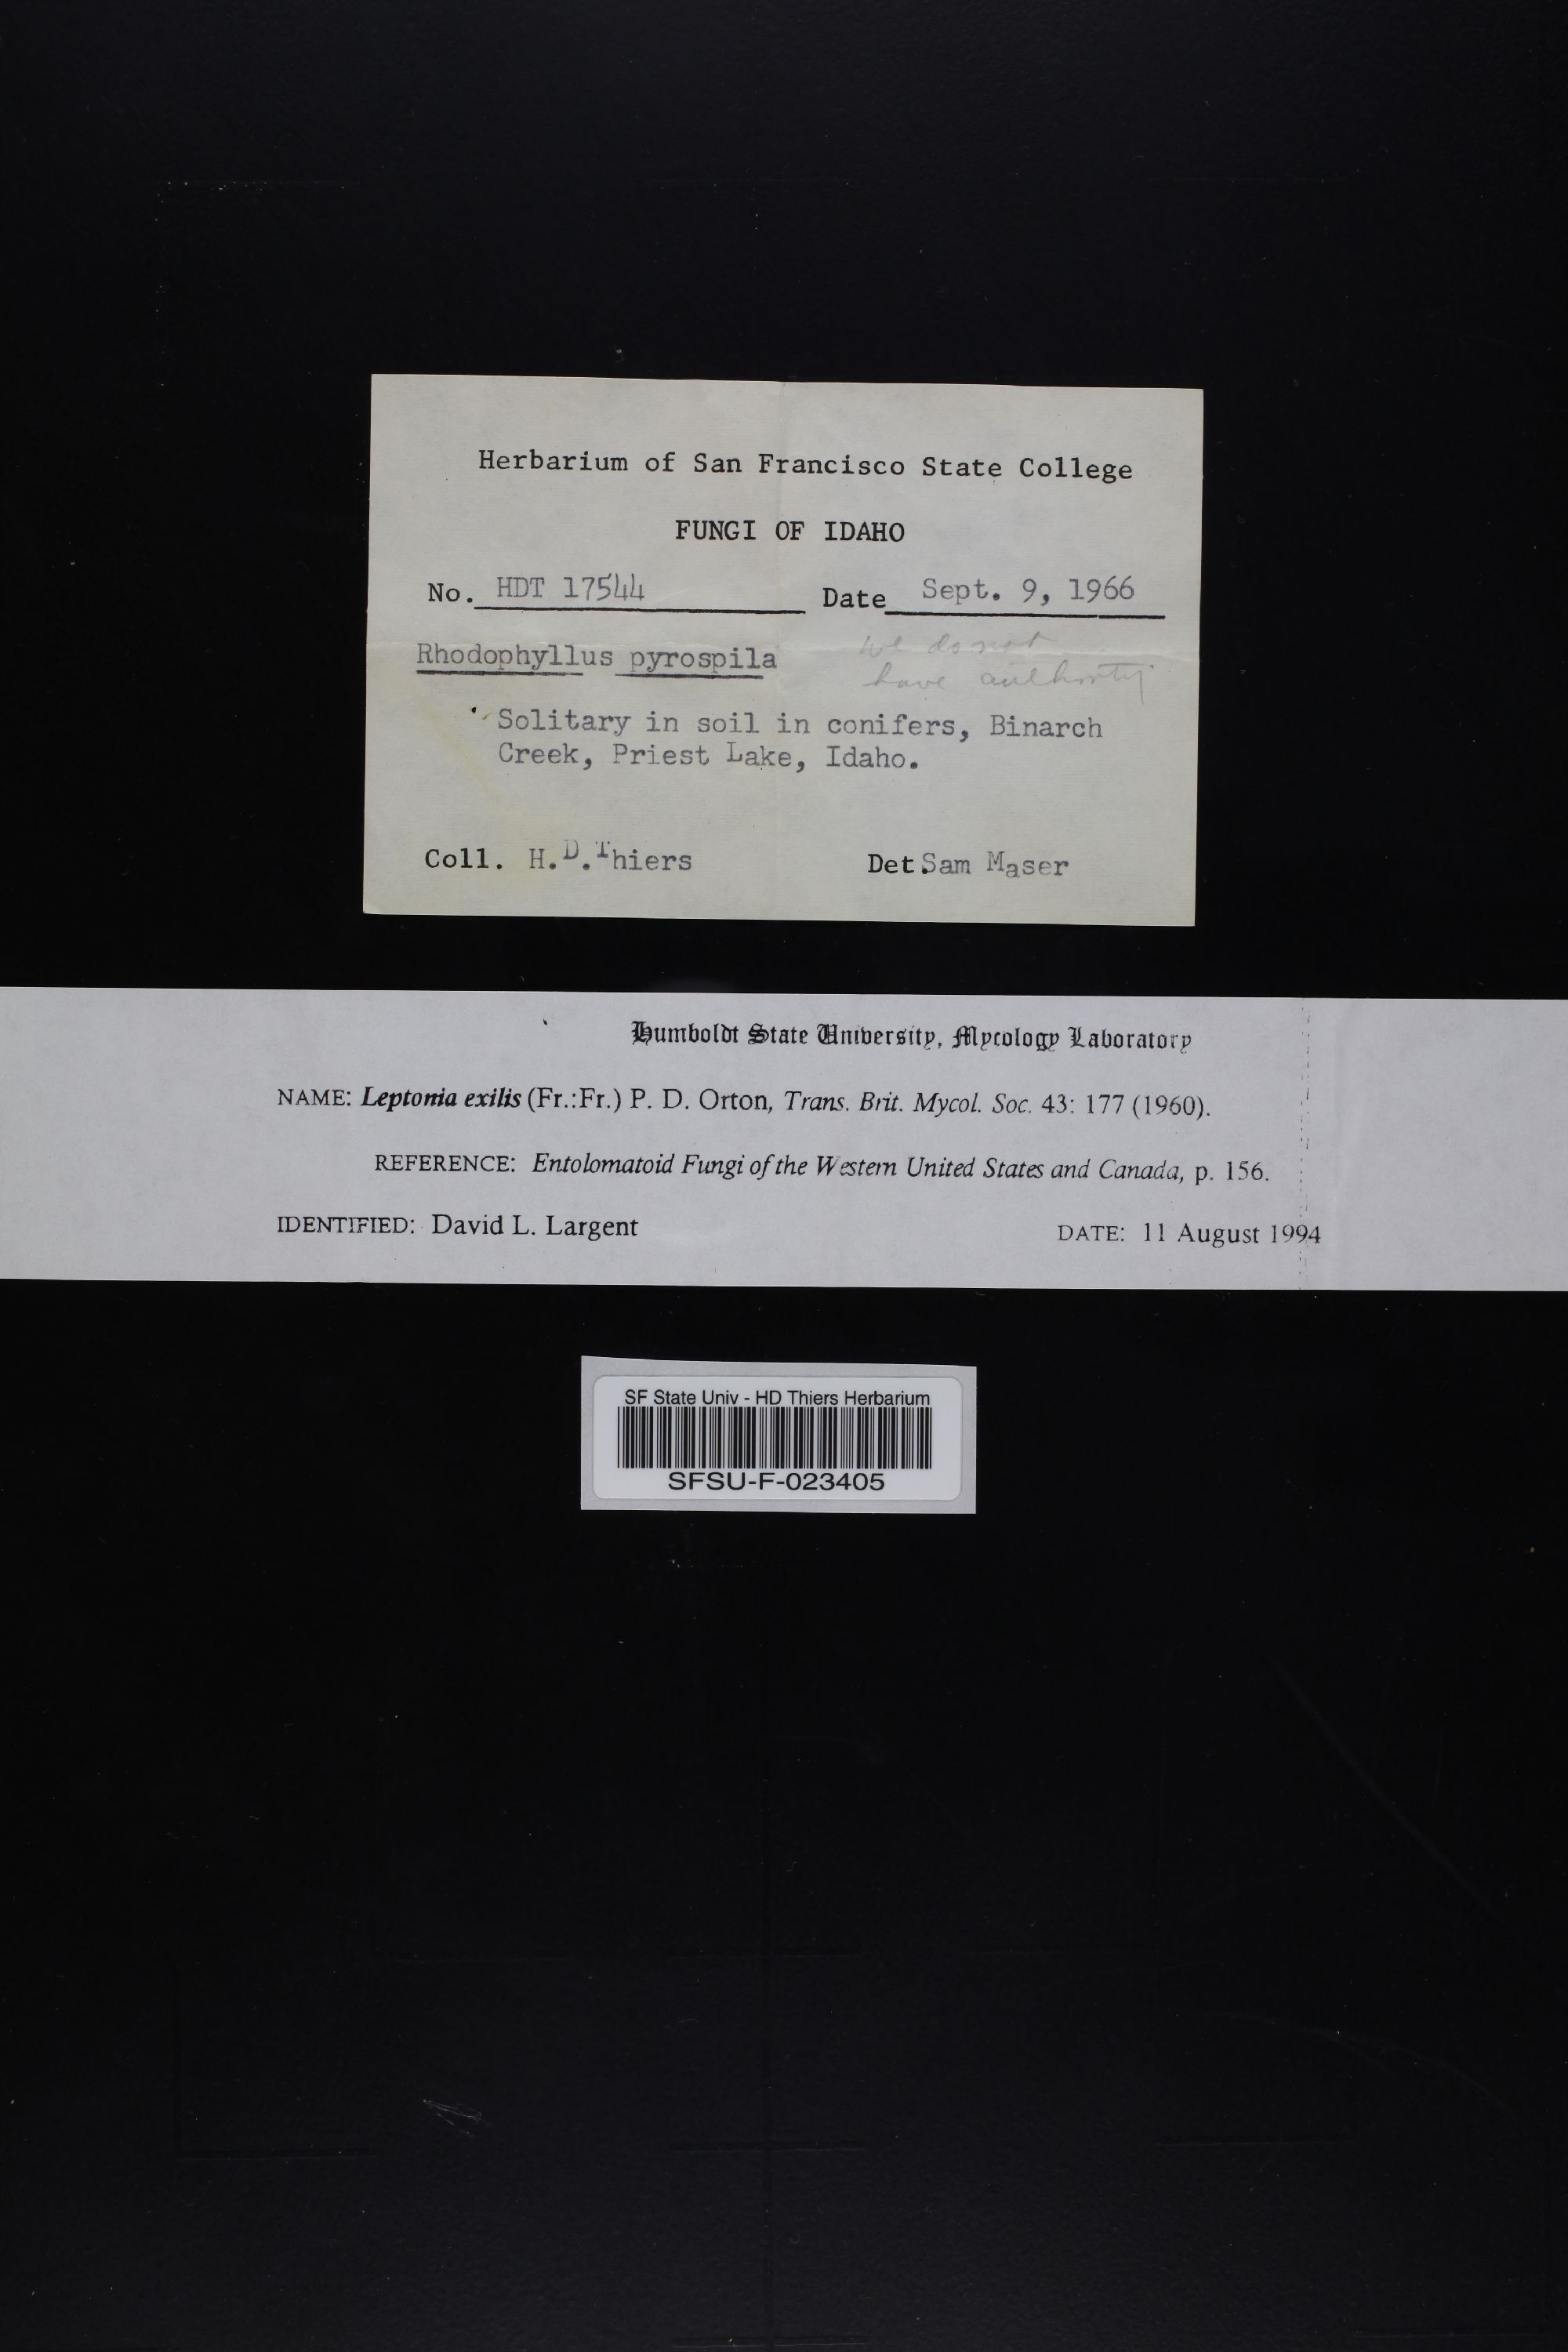 Herbarium of San Francisco State College
FUNGI OF IDAHO
No. HDT 17544 Date Sept. 9, 1966
Rhodophyllus pyrospila
we do not
have authority
Solitary in soil in conifers, Binarch
Creek, Priest Lake, Idaho.
Coll. H.D.Thiers Det.Sam Maser
Humboldt State University, Mycology Laboratory
NAME: Leptonia exilis (Fr.:Fr.) P. D. Orton, Trans. Brit. Mycol. Soc. 43: 177 (1960).
REFERENCE: Entolomatoid Fungi of the Western United States and Canada, p. 156.
IDENTIFIED: David L. Largent DATE: 11 August 1994
SF State Univ - HD Thiers Herbarium
SFSU-F-023405